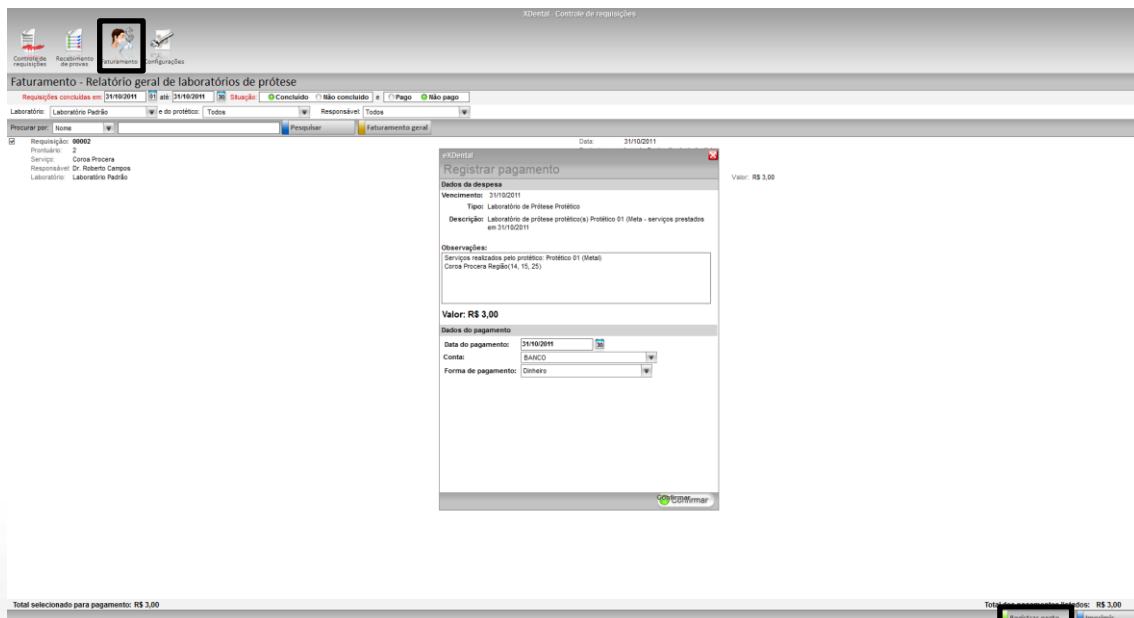 XDental - Controle de requisições
Controle de requisições
Recebimento de provas
Faturamento
Configurações
Faturamento - Relatório geral de laboratórios de prótese
Requisições concluídas em: 31/10/2011 até: 31/10/2011 Situação: Concluído Não concluído e Pago Não pago
Laboratório: Laboratório Padrão e do protético: Todos Responsável: Todos
Procurar por: Nome Pesquisar Faturamento geral
Requisição: 00002 Data: 31/10/2011
Prontuário: 2
Serviço: Coroa Procera
Responsável: Dr. Roberto Campos
Laboratório: Laboratório Padrão Valor: R$ 3,00
eXDental
Registrar pagamento
Dados da despesa
Vencimento: 31/10/2011
Tipo: Laboratório de Prótese Protético
Descrição: Laboratório de prótese protético(s) Protético 01 (Meta - serviços prestados
em 31/10/2011
Observações:
Serviços realizados pelo protético: Protético 01 (Metal)
Coroa Procera Região(14, 15, 25)
Valor: R$ 3,00
Dados do pagamento
Data do pagamento: 31/10/2011
Conta: BANCO
Forma de pagamento: Dinheiro
Confirmar
Total selecionado para pagamento: R$ 3,00 Total dos pagamentos listados: R$ 3,00
Registrar pagto Imprimir